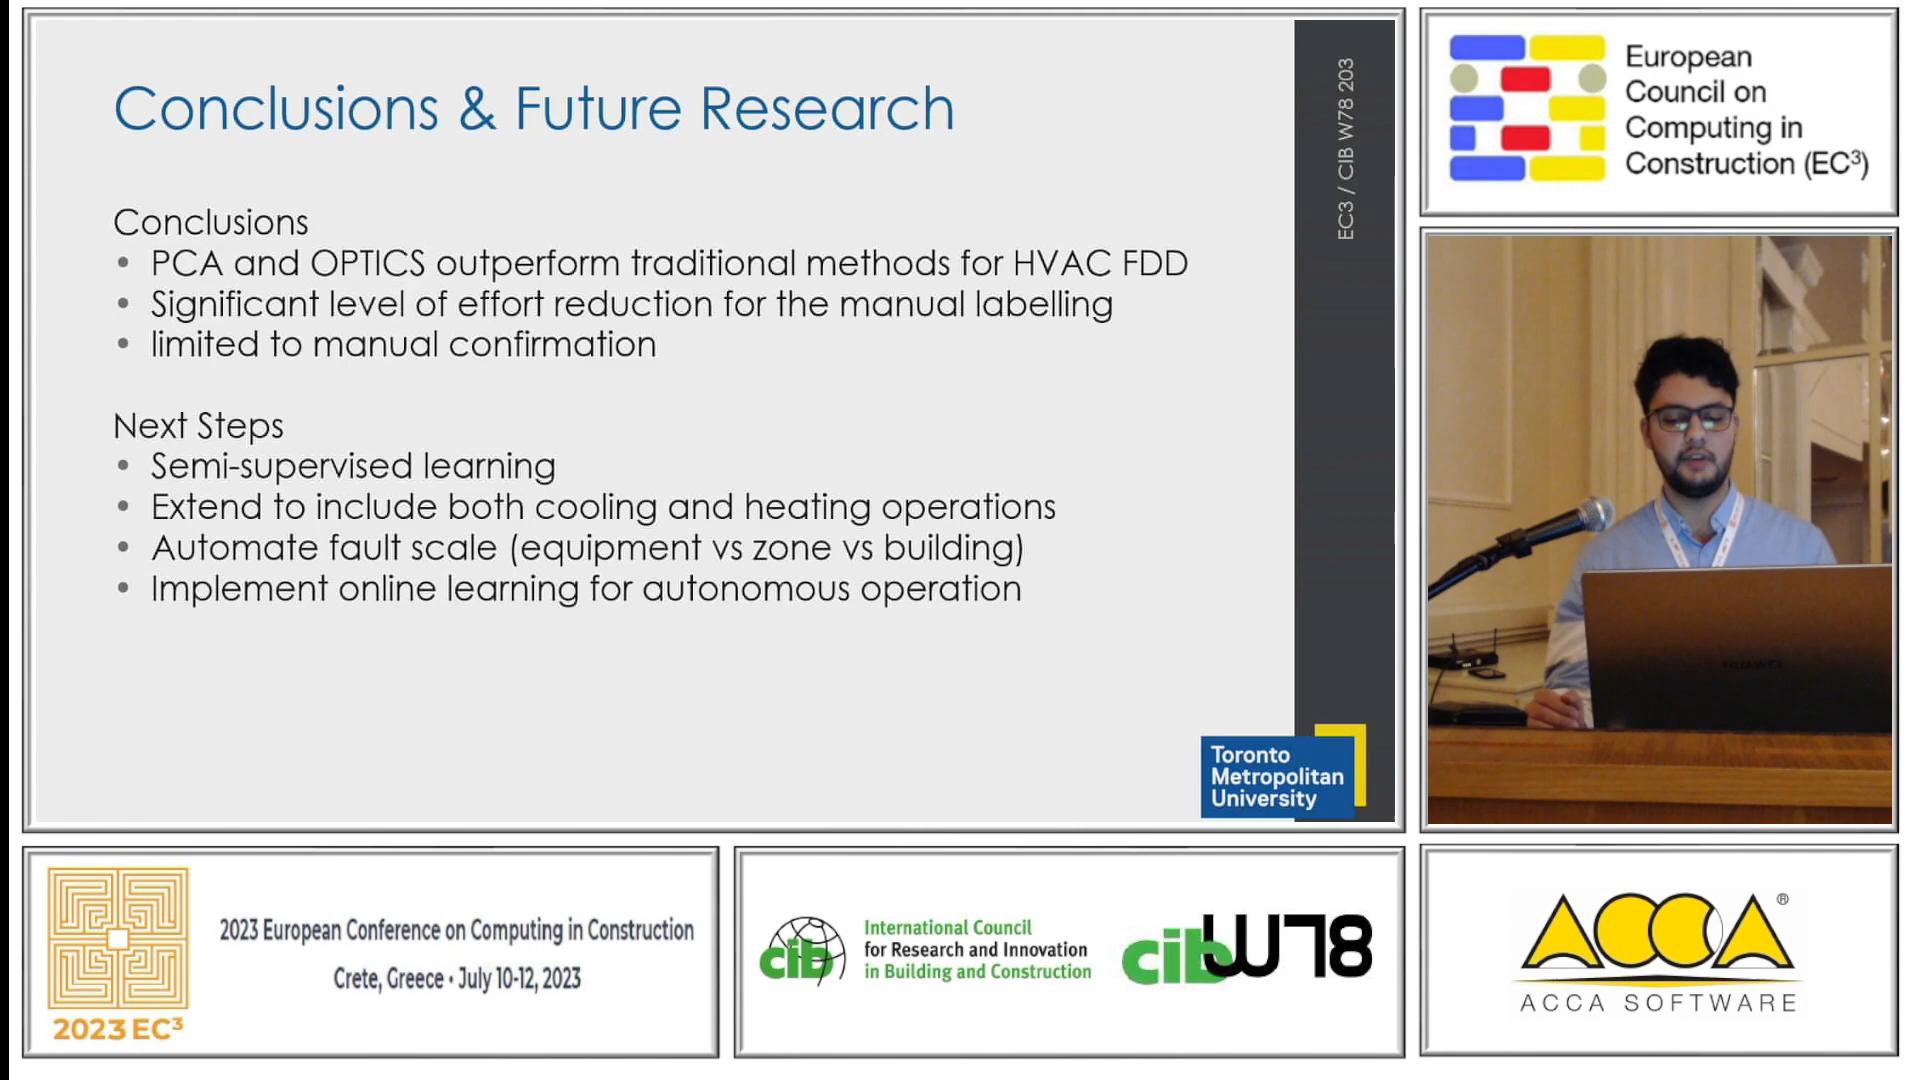 Conclusions & Future Research
Conclusions
• PCA and OPTICS outperform traditional methods for HVAC FDD
• Significant level of effort reduction for the manual labelling
• limited to manual confirmation
Next Steps
• Semi-supervised learning
• Extend to include both cooling and heating operations
• Automate fault scale (equipment vs zone vs building)
• Implement online learning for autonomous operation
EC3 / CIB W78 203
Toronto
Metropolitan
University
European
Council on
Computing in
Construction (EC³)
HUAWEI
2023 EC³
2023 European Conference on Computing in Construction
Crete, Greece • July 10-12, 2023
cib
International Council
for Research and Innovation
in Building and Construction
cibW78
ACCA ®
ACCA SOFTWARE